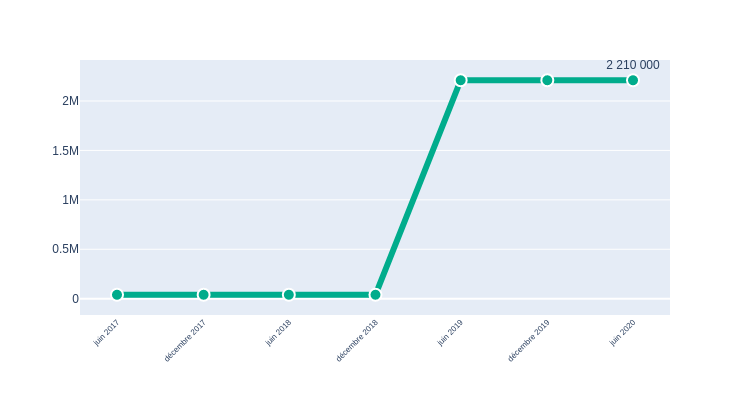 2 210 000
2M
1.5M
1M
0.5M
0
juin 2017
décembre 2017
juin 2018
décembre 2018
juin 2019
décembre 2019
juin 2020